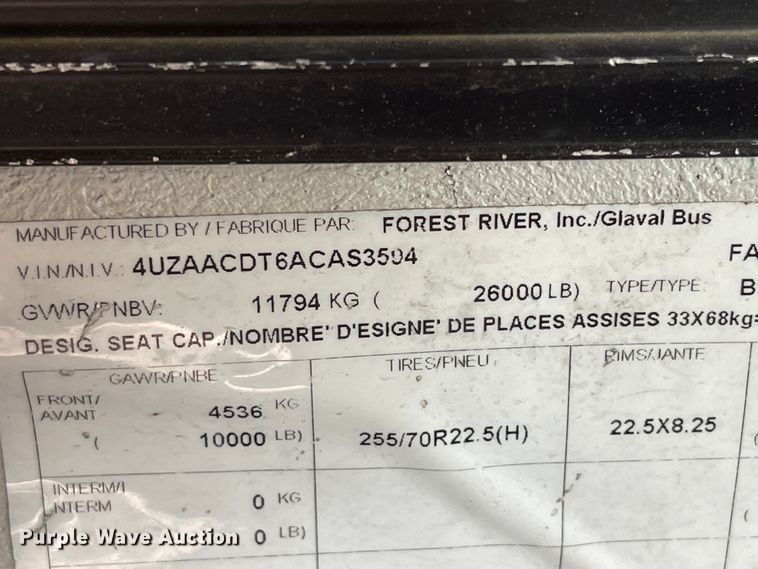 MANUFACTURED BY / FABRIQUE PAR: FOREST RIVER, Inc./Glaval Bus
V.I.N./N.I.V.: 4UZAACDT6ACAS3594 FA
GVWR/PNBV: 11794 KG ( 26000 LB) TYPE/TYPE: B
DESIG. SEAT CAP./NOMBRE' D'ESIGNE' DE PLACES ASSISES 33X68kg=
GAWR/PNBE TIRES/PNEU RIMS/JANTE
FRONT/ 4536 KG
AVANT
( 10000 LB) 255/70R22.5(H) 22.5X8.25 (
INTERM/I
NTERM 0 KG
0 LB) (
Purple Wave Auction